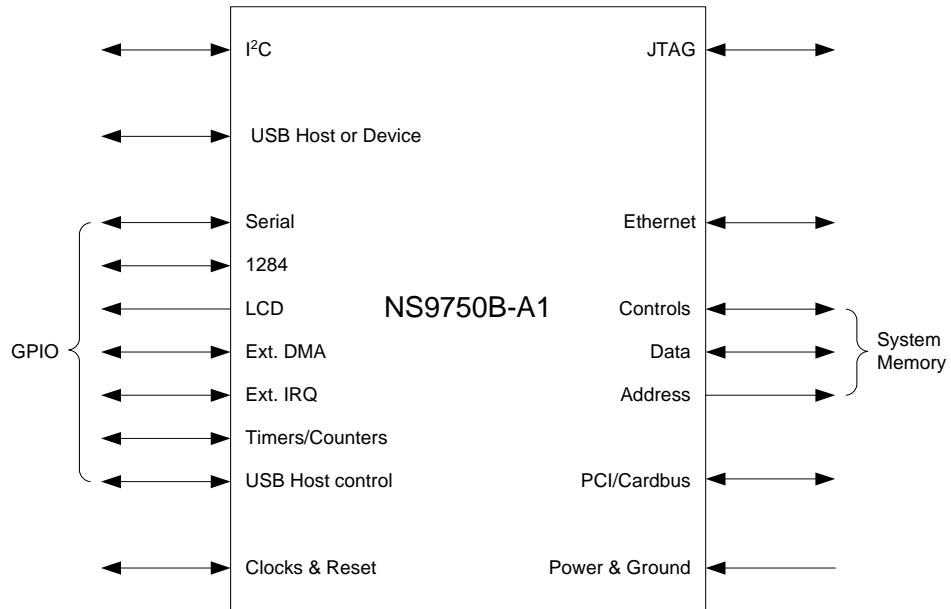 I²C
JTAG
USB Host or Device
Serial
Ethernet
1284
LCD
NS9750B-A1
Controls
GPIO
Ext. DMA
Data
System
Memory
Ext. IRQ
Address
Timers/Counters
USB Host control
PCI/Cardbus
Clocks & Reset
Power & Ground